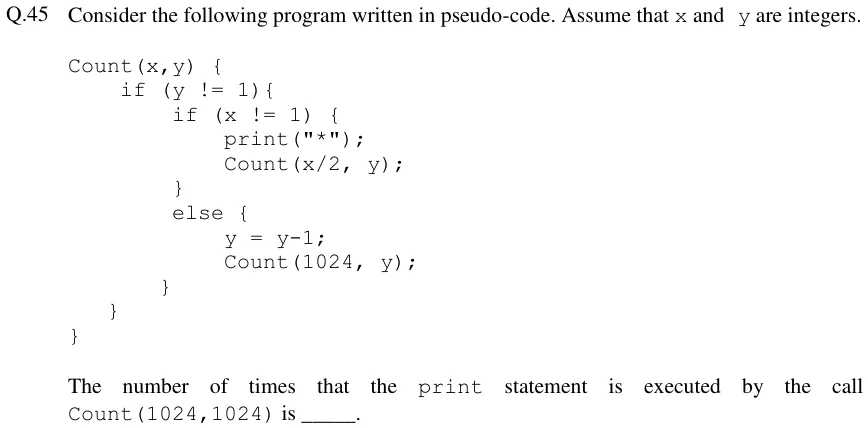 Q.45 Consider the following program written in pseudo-code. Assume that x and y are integers.
Count(x,y) {
if (y != 1){
if (x != 1) {
print("*");
Count(x/2, y);
}
else {
y = y-1;
Count(1024, y);
}
}
}
The number of times that the print statement is executed by the call
Count(1024,1024) is _____.